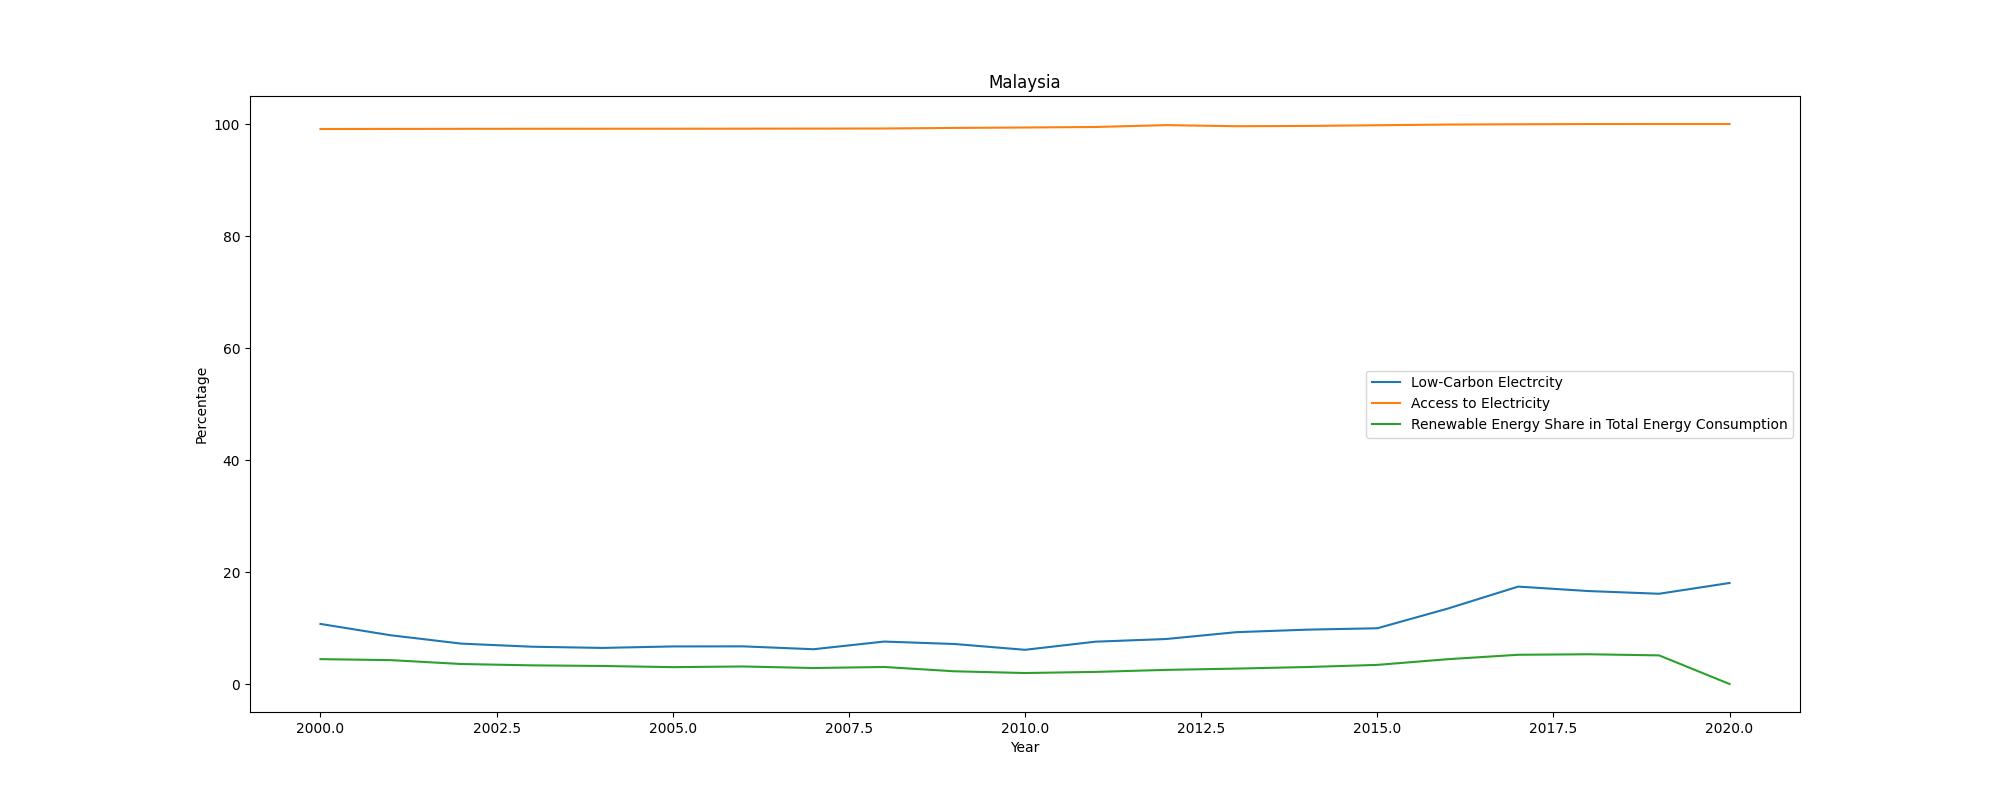 Malaysia
100
80
60
40
20
0
Percentage
Low-Carbon Electrcity
Access to Electricity
Renewable Energy Share in Total Energy Consumption
2000.0 2002.5 2005.0 2007.5 2010.0 2012.5 2015.0 2017.5 2020.0
Year